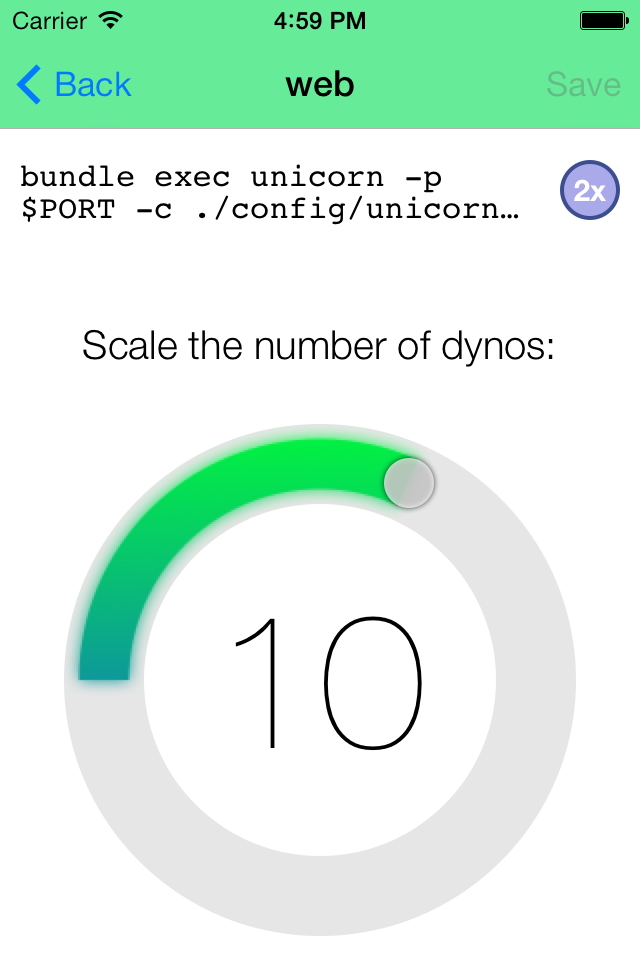 Carrier 4:59 PM
Back web Save
bundle exec unicorn -p
$PORT -c ./config/unicorn…
2x
Scale the number of dynos:
10